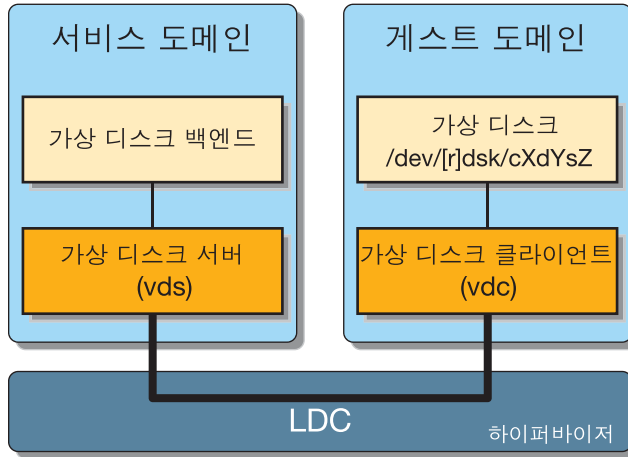 서비스 도메인
가상 디스크 백엔드
가상 디스크 서버
(vds)
게스트 도메인
가상 디스크
/dev/[r]dsk/cXdYsZ
가상 디스크 클라이언트
(vdc)
LDC
하이퍼바이저